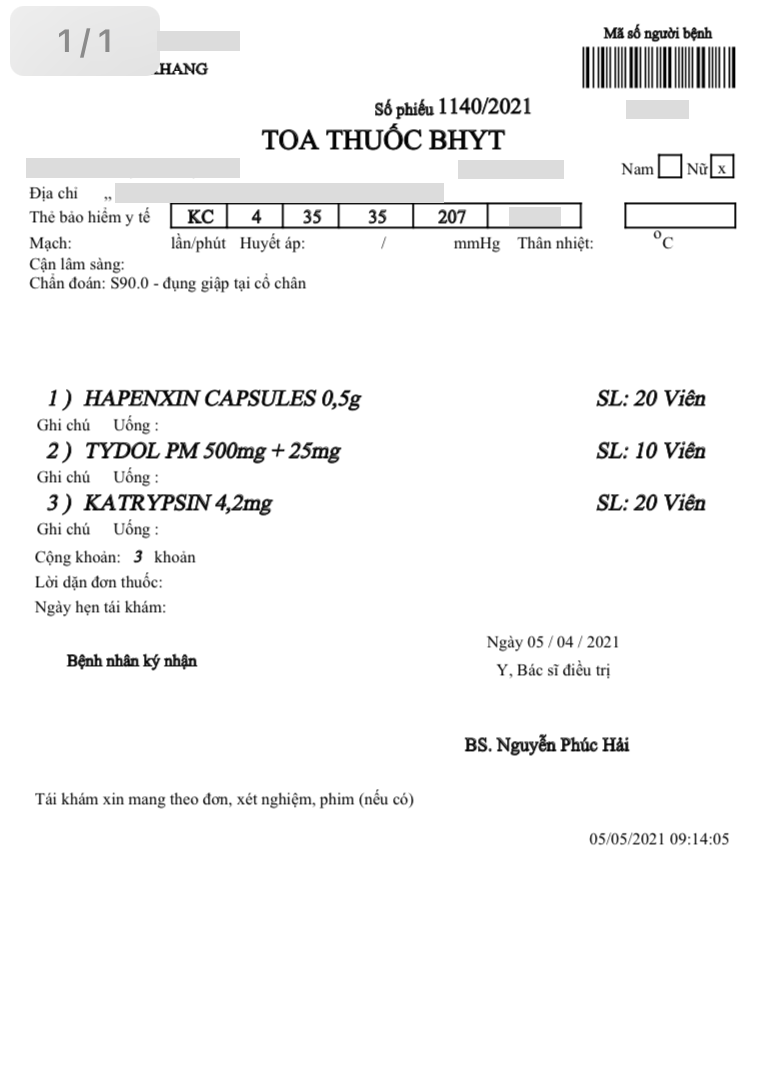 1/1
Mã số người bệnh
KHANG
Số phiếu 1140/2021
TOA THUỐC BHYT
Nam Nữ x
Địa chỉ ,,
Thẻ bảo hiểm y tế KC 4 35 35 207
Mạch: lần/phút Huyết áp: / mmHg Thân nhiệt: °C
Cận lâm sàng:
Chẩn đoán: S90.0 - đụng giập tại cổ chân
1 ) HAPENXIN CAPSULES 0,5g SL: 20 Viên
Ghi chú Uống :
2 ) TYDOL PM 500mg + 25mg SL: 10 Viên
Ghi chú Uống :
3 ) KATRYPSIN 4,2mg SL: 20 Viên
Ghi chú Uống :
Cộng khoản: 3 khoản
Lời dặn đơn thuốc:
Ngày hẹn tái khám:
Ngày 05 / 04 / 2021
Bệnh nhân ký nhận
Y, Bác sĩ điều trị
BS. Nguyễn Phúc Hải
Tái khám xin mang theo đơn, xét nghiệm, phim (nếu có)
05/05/2021 09:14:05